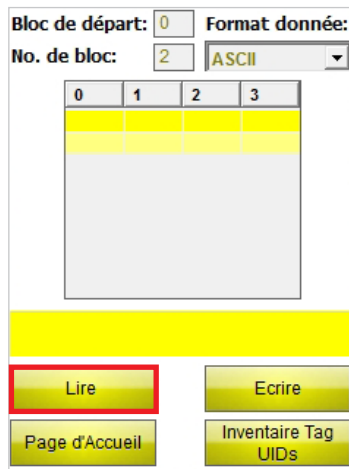 Bloc de départ: 0 Format donnée:
No. de bloc: 2 ASCII
0 1 2 3
Lire Ecrire
Page d'Accueil Inventaire Tag
UIDs